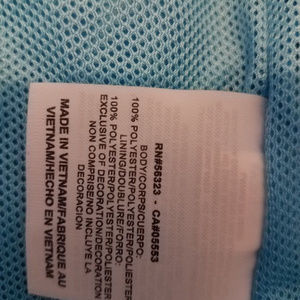 RN#56323 - CA#05553
BODY/CORPS/CUERPO:
100% POLYESTER/POLYESTER/POLIESTER
LINING/DOUBLURE/FORRO:
100% POLYESTER/POLYESTER/POLIESTER
EXCLUSIVE OF DECORATION/DECORATION
NON COMPRISE/NO INCLUYE LA
DECORACION
MADE IN VIETNAM/FABRIQUE AU
VIETNAM/HECHO EN VIETNAM